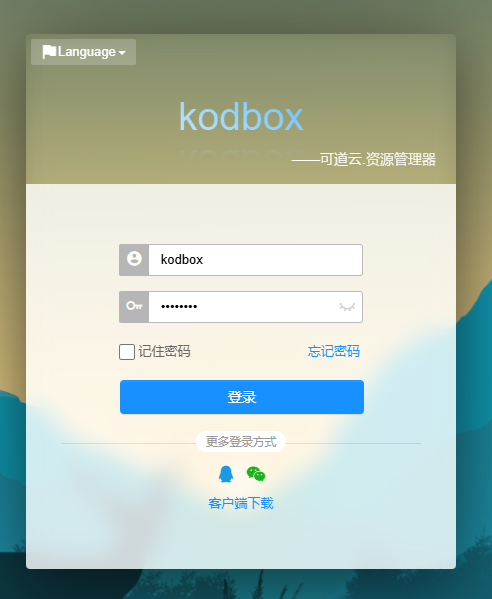 Language
kodbox
——可道云.资源管理器
kodbox
••••••••
记住密码 忘记密码
登录
更多登录方式
客户端下载